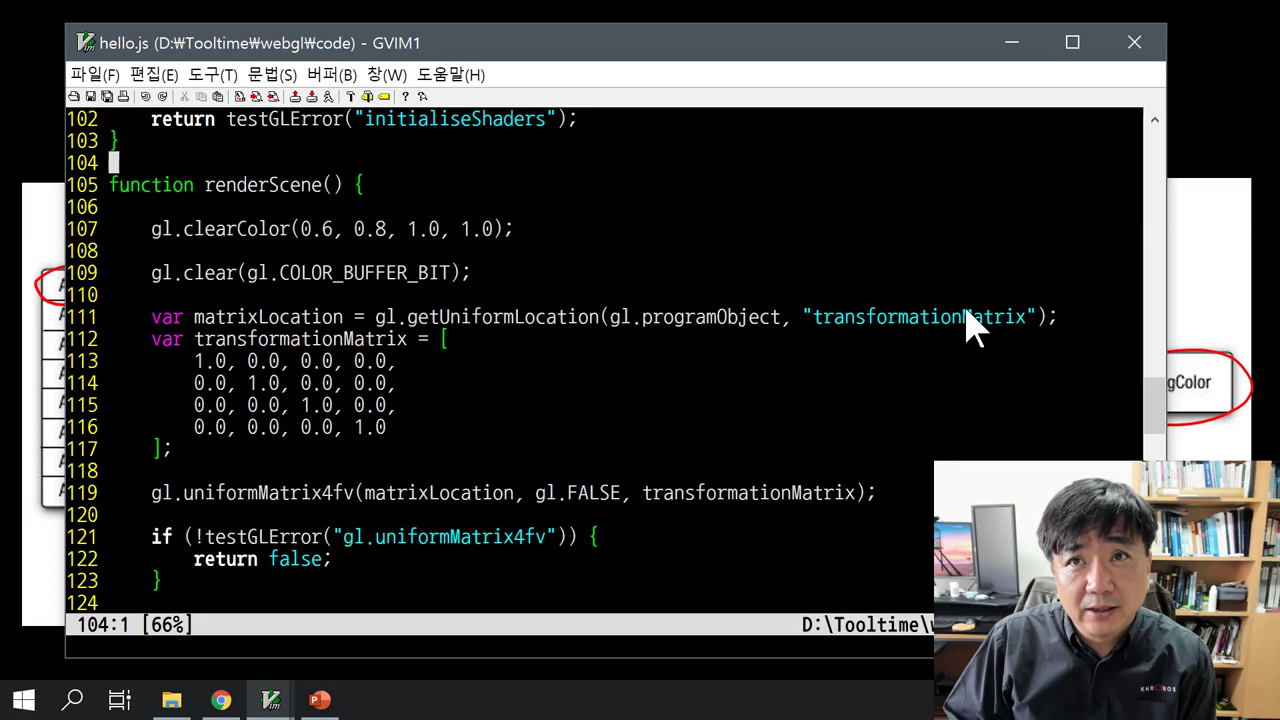 hello.js (D:\Tooltime\webgl\code) - GVIM1
파일(F) 편집(E) 도구(T) 문법(S) 버퍼(B) 창(W) 도움말(H)
102 return testGLError("initialiseShaders");
103 }
104
105 function renderScene() {
106
107 gl.clearColor(0.6, 0.8, 1.0, 1.0);
108
109 gl.clear(gl.COLOR_BUFFER_BIT);
110
111 var matrixLocation = gl.getUniformLocation(gl.programObject, "transformationMatrix");
112 var transformationMatrix = [
113 1.0, 0.0, 0.0, 0.0,
114 0.0, 1.0, 0.0, 0.0,
115 0.0, 0.0, 1.0, 0.0,
116 0.0, 0.0, 0.0, 1.0
117 ];
118
119 gl.uniformMatrix4fv(matrixLocation, gl.FALSE, transformationMatrix);
120
121 if (!testGLError("gl.uniformMatrix4fv")) {
122 return false;
123 }
124
gColor
104:1 [66%] D:\Tooltime\
KHRONOS